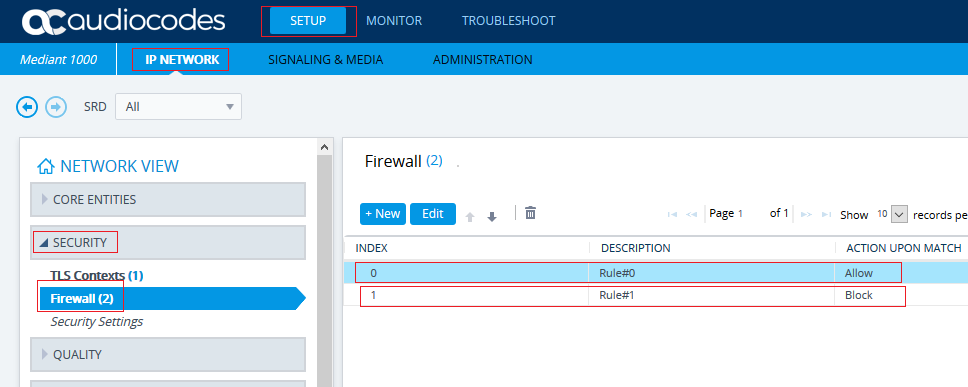 audiocodes
SETUP MONITOR TROUBLESHOOT
Mediant 1000 IP NETWORK SIGNALING & MEDIA ADMINISTRATION
SRD All
NETWORK VIEW
CORE ENTITIES
SECURITY
TLS Contexts (1)
Firewall (2)
Security Settings
QUALITY
Firewall (2) .
+ New Edit Page 1 of 1 Show 10 records pe
INDEX DESCRIPTION ACTION UPON MATCH
0 Rule#0 Allow
1 Rule#1 Block